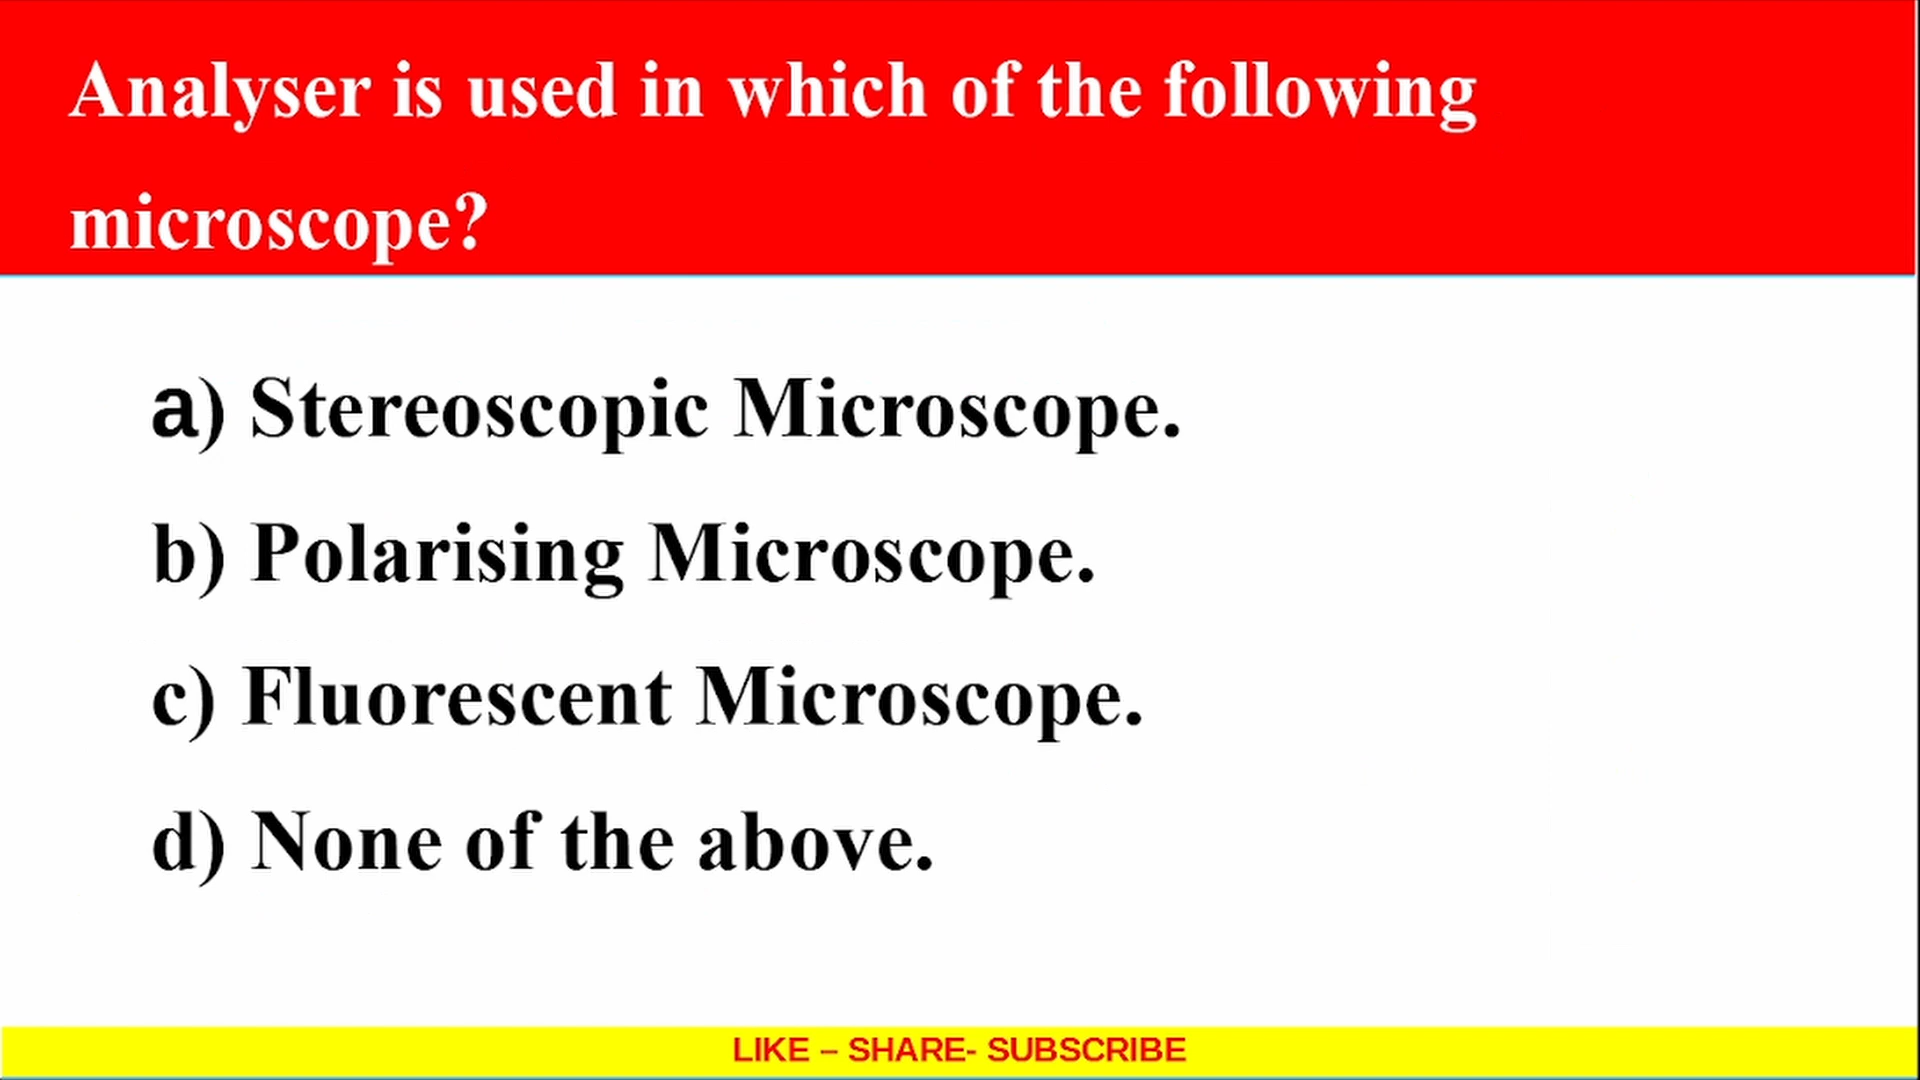 Analyser is used in which of the following
microscope?
a) Stereoscopic Microscope.
b) Polarising Microscope.
c) Fluorescent Microscope.
d) None of the above.
LIKE – SHARE- SUBSCRIBE